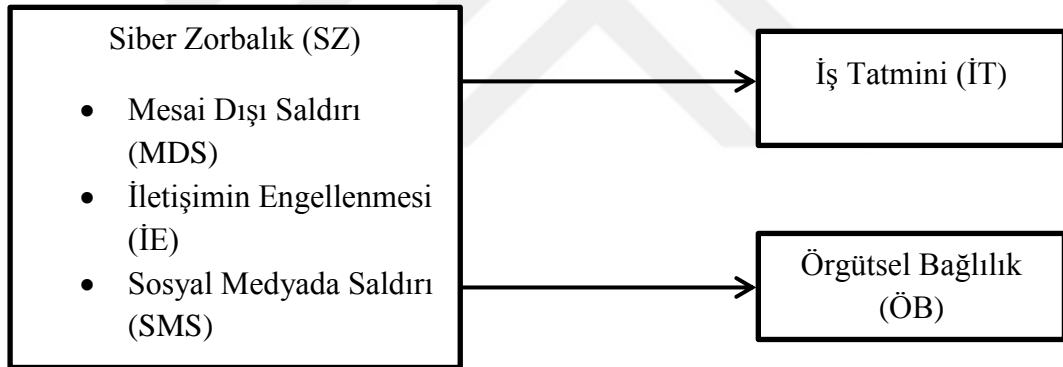 Siber Zorbalık (SZ)
• Mesai Dışı Saldırı
(MDS)
• İletişimin Engellenmesi
(İE)
• Sosyal Medyada Saldırı
(SMS)
İş Tatmini (İT)
Örgütsel Bağlılık
(ÖB)